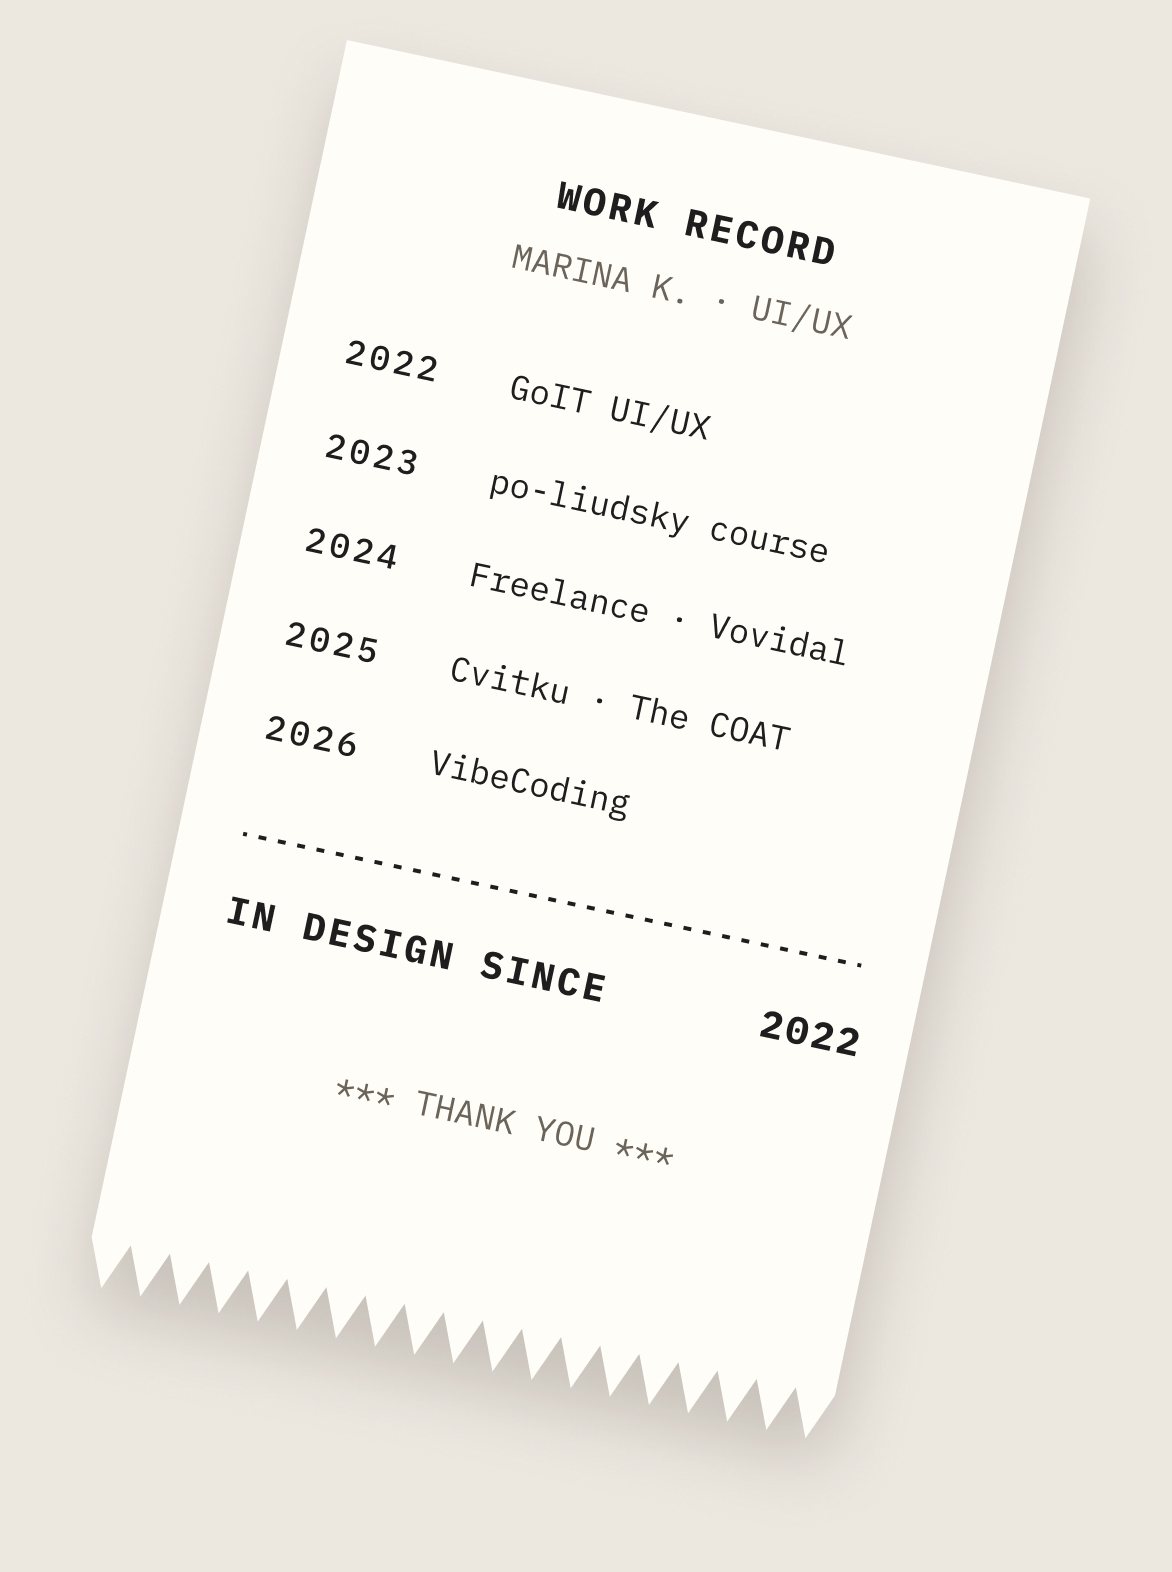 WORK RECORD
MARINA K. · UI/UX
2022 GoIT UI/UX
2023 po-liudsky course
2024 Freelance · Vovidal
2025 Cvitku · The COAT
2026 VibeCoding
IN DESIGN SINCE 2022
*** THANK YOU ***